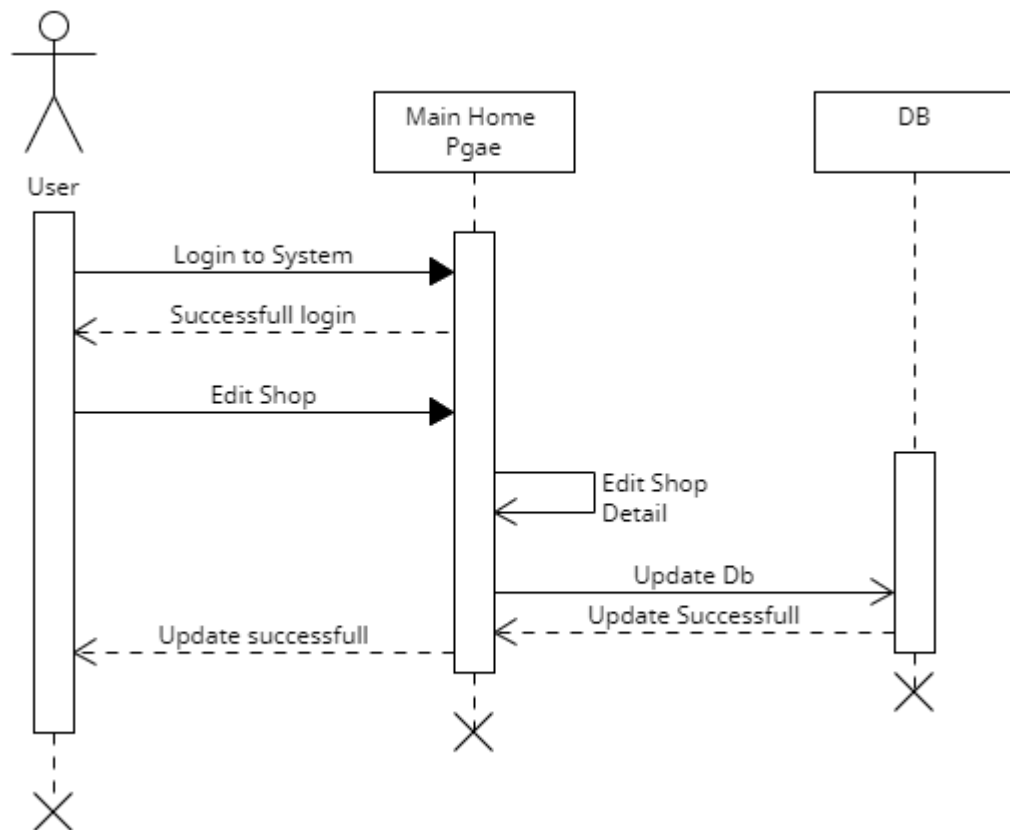 Main Home
Pgae
DB
User
Login to System
Successfull login
Edit Shop
Edit Shop
Detail
Update Db
Update Successfull
Update successfull